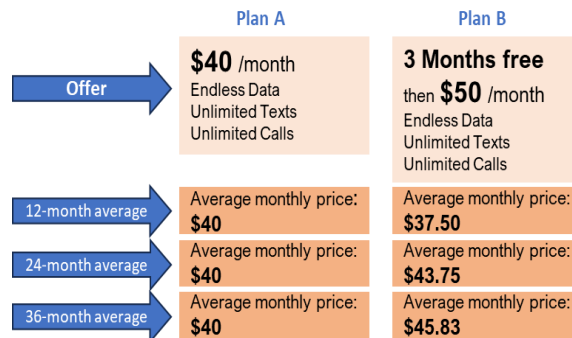 Plan A
Plan B
Offer
$40 /month
Endless Data
Unlimited Texts
Unlimited Calls
3 Months free
then $50 /month
Endless Data
Unlimited Texts
Unlimited Calls
12-month average
Average monthly price:
$40
Average monthly price:
$37.50
24-month average
Average monthly price:
$40
Average monthly price:
$43.75
36-month average
Average monthly price:
$40
Average monthly price:
$45.83